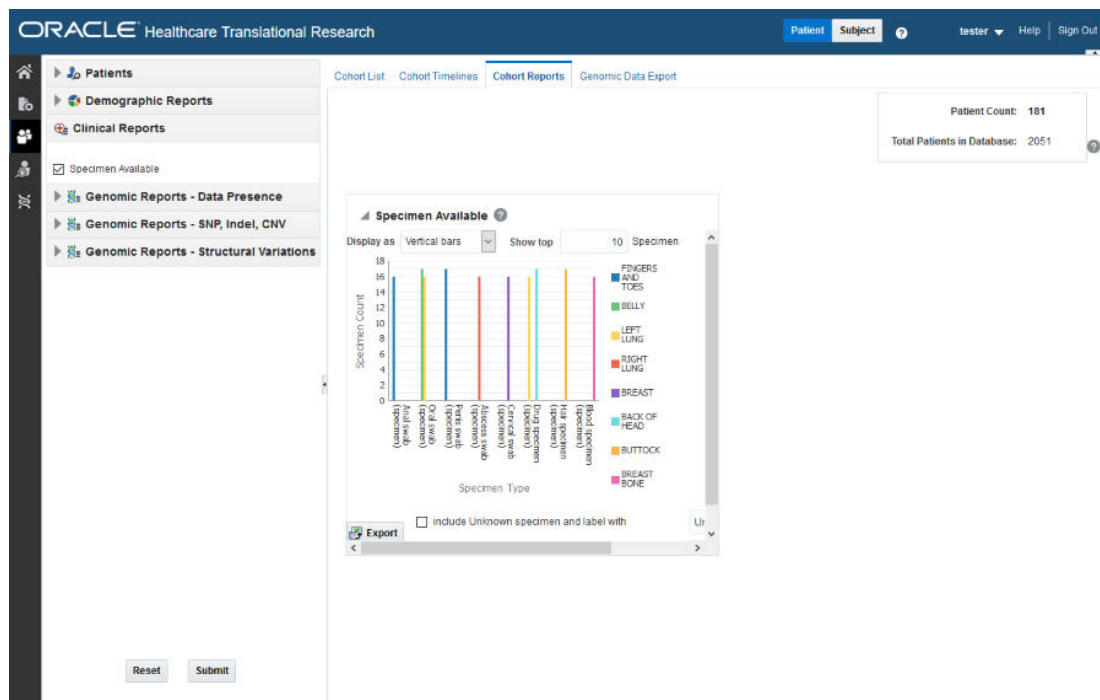 ORACLE Healthcare Translational Research
Patient Subject ? tester Help Sign Out
Patients
Demographic Reports
Clinical Reports
Specimen Available
Genomic Reports - Data Presence
Genomic Reports - SNP, Indel, CNV
Genomic Reports - Structural Variations
Reset Submit
Cohort List Cohort Timelines Cohort Reports Genomic Data Export
Patient Count: 181
Total Patients in Database: 2051
?
Specimen Available ?
Display as Vertical bars Show top 10 Specimen
Specimen Count
18
16
14
12
10
8
6
4
2
0
Anal swab
(specimen)
Oral swab
(specimen)
Penis swab
(specimen)
Abscess swab
(specimen)
Cervical swab
(specimen)
Drug specimen
(specimen)
Hair specimen
(specimen)
Blood specimen
(specimen)
Specimen Type
FINGERS
AND
TOES
BELLY
LEFT
LUNG
RIGHT
LUNG
BREAST
BACK OF
HEAD
BUTTOCK
BREAST
BONE
include Unknown specimen and label with Ur
Export